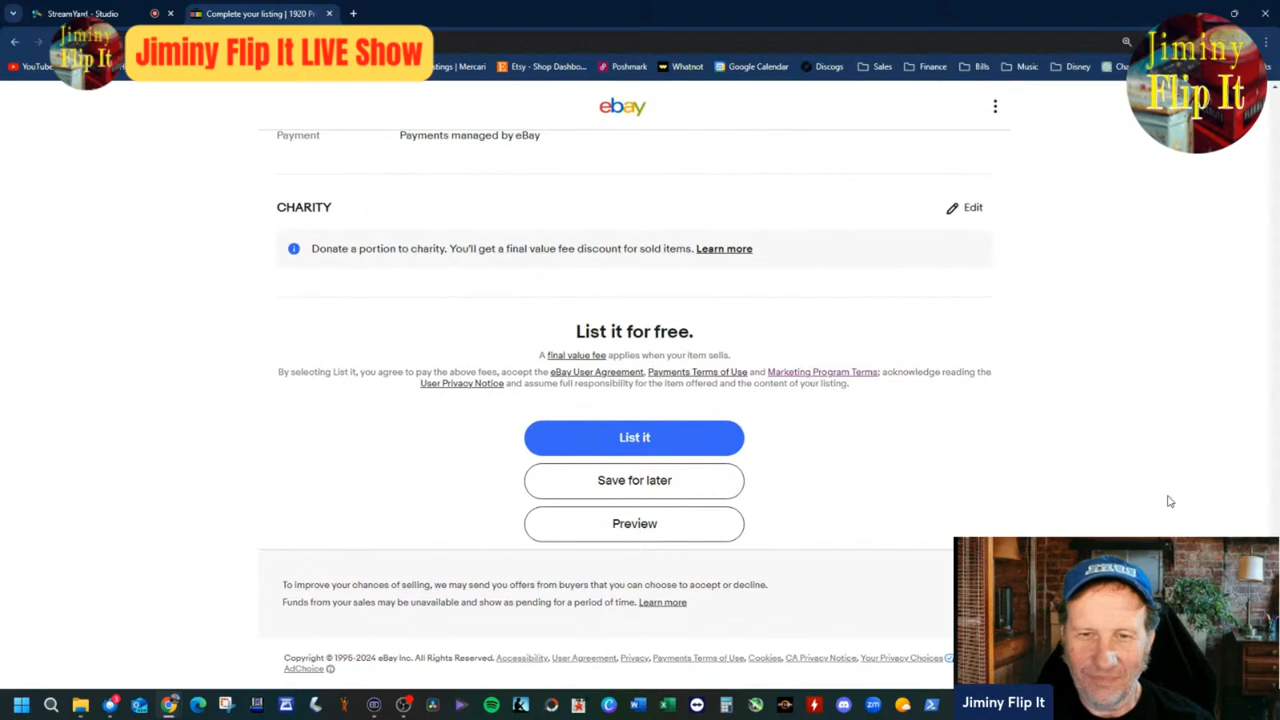 StreamYard - Studio
Complete your listing | 1920 P
Jiminy
Flip It
Jiminy Flip It LIVE Show
Jiminy
Flip It
YouT
stings | Mercari
Etsy - Shop Dashbo...
Poshmark
Whatnot
Google Calendar
Discogs
Sales
Finance
Bills
Music
Disney
ebay
Payment
Payments managed by eBay
CHARITY
Edit
Donate a portion to charity. You'll get a final value fee discount for sold items. Learn more
List it for free.
A final value fee applies when your item sells.
By selecting List it, you agree to pay the above fees, accept the eBay User Agreement, Payments Terms of Use and Marketing Program Terms; acknowledge reading the
User Privacy Notice and assume full responsibility for the item offered and the content of your listing.
List it
Save for later
Preview
To improve your chances of selling, we may send you offers from buyers that you can choose to accept or decline.
Funds from your sales may be unavailable and show as pending for a period of time. Learn more
Copyright © 1995-2024 eBay Inc. All Rights Reserved. Accessibility, User Agreement, Privacy, Payments Terms of Use, Cookies, CA Privacy Notice, Your Privacy Choices
AdChoice
Jiminy Flip It